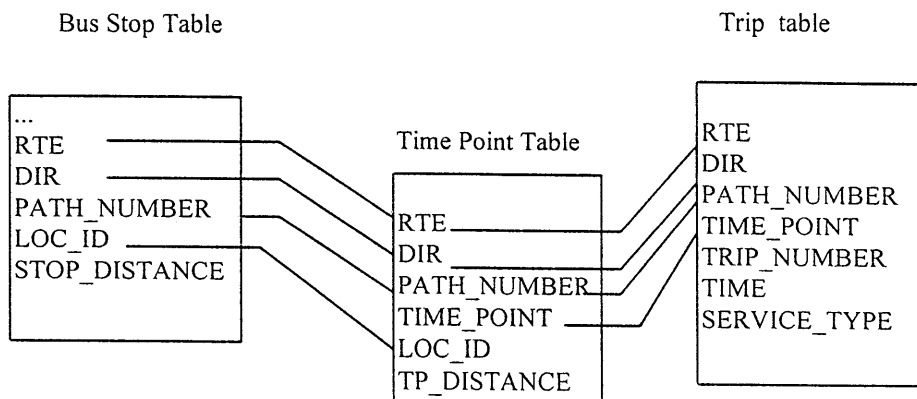 Bus Stop Table
Trip table
Time Point Table
...
RTE
DIR
PATH_NUMBER
LOC_ID
STOP_DISTANCE
RTE
DIR
PATH_NUMBER
TIME_POINT
LOC_ID
TP_DISTANCE
RTE
DIR
PATH_NUMBER
TIME_POINT
TRIP_NUMBER
TIME
SERVICE_TYPE